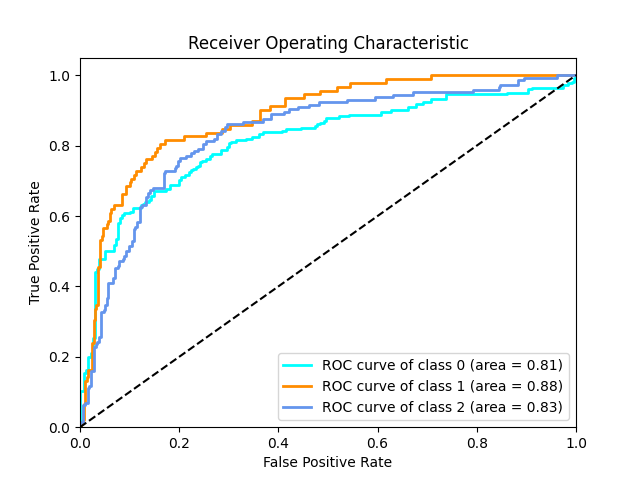 Receiver Operating Characteristic
True Positive Rate
1.0
0.8
0.6
0.4
0.2
0.0
ROC curve of class 0 (area = 0.81)
ROC curve of class 1 (area = 0.88)
ROC curve of class 2 (area = 0.83)
0.0 0.2 0.4 0.6 0.8 1.0
False Positive Rate